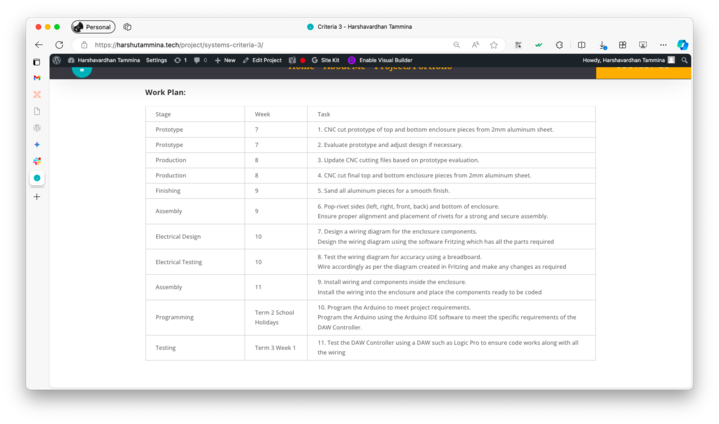 Personal
Criteria 3 - Harshavardhan Tammina
https://harshutammina.tech/project/systems-criteria-3/
Harshavardhan Tammina Settings 1 0 New Edit Project Site Kit Enable Visual Builder Howdy, Harshavardhan Tammina
Home About Me Projects Portfolio
Work Plan:
Stage Week Task
Prototype 7 1. CNC cut prototype of top and bottom enclosure pieces from 2mm aluminum sheet.
Prototype 7 2. Evaluate prototype and adjust design if necessary.
Production 8 3. Update CNC cutting files based on prototype evaluation.
Production 8 4. CNC cut final top and bottom enclosure pieces from 2mm aluminum sheet.
Finishing 9 5. Sand all aluminum pieces for a smooth finish.
Assembly 9 6. Pop-rivet sides (left, right, front, back) and bottom of enclosure.
Ensure proper alignment and placement of rivets for a strong and secure assembly.
Electrical Design 10 7. Design a wiring diagram for the enclosure components.
Design the wiring diagram using the software Fritzing which has all the parts required
Electrical Testing 10 8. Test the wiring diagram for accuracy using a breadboard.
Wire accordingly as per the diagram created in Fritzing and make any changes as required
Assembly 11 9. Install wiring and components inside the enclosure.
Install the wiring into the enclosure and place the components ready to be coded
Programming Term 2 School Holidays 10. Program the Arduino to meet project requirements.
Program the Arduino using the Arduino IDE software to meet the specific requirements of the
DAW Controller.
Testing Term 3 Week 1 11. Test the DAW Controller using a DAW such as Logic Pro to ensure code works along with all
the wiring